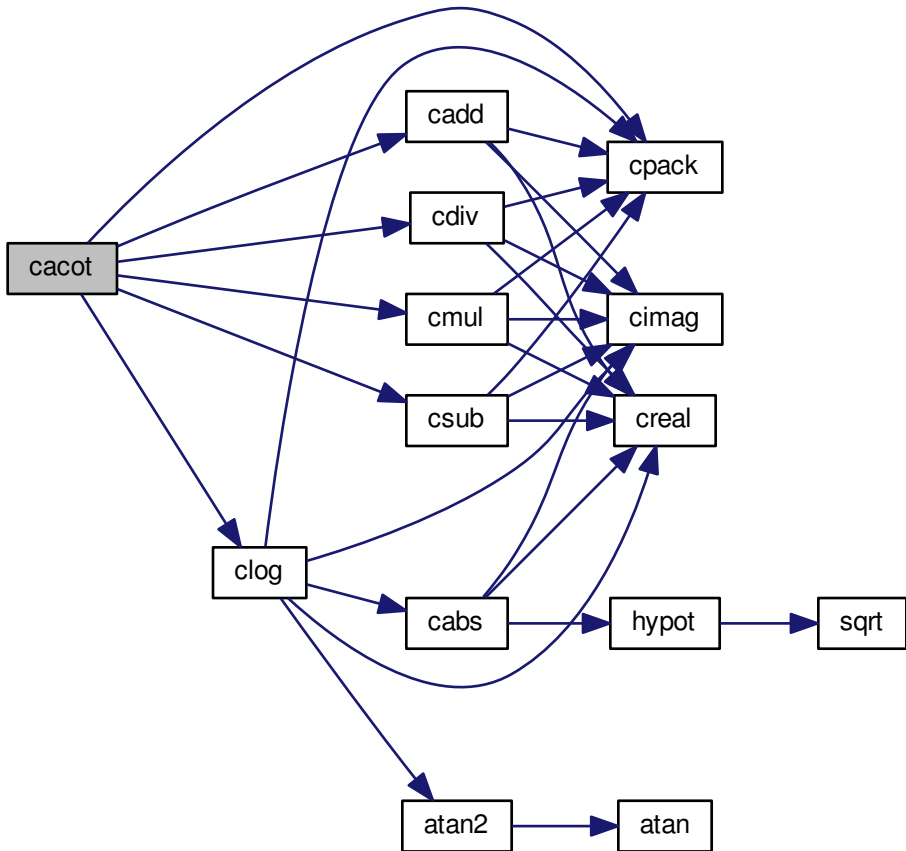 cadd
cpack
cdiv
cacot
cmul
cimag
csub
creal
clog
cabs
hypot
sqrt
atan2
atan